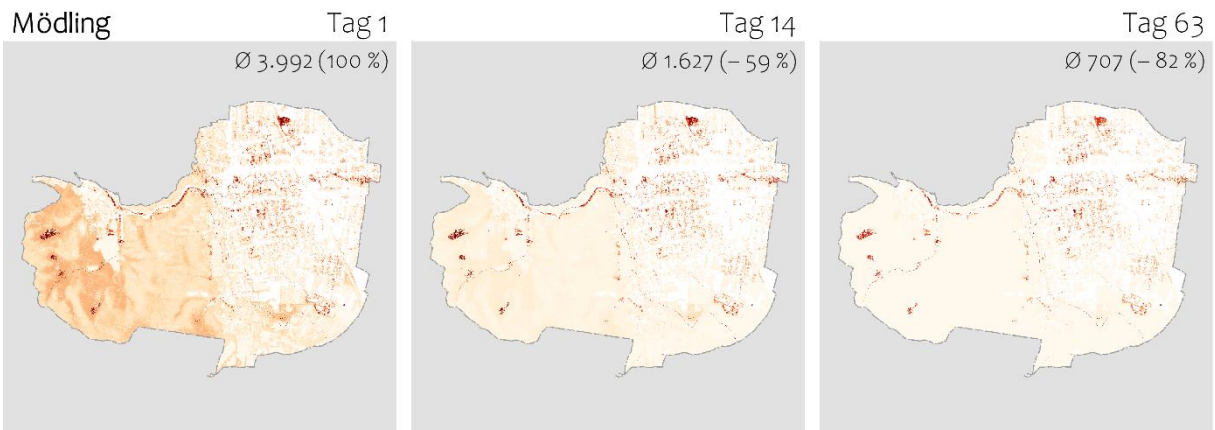 Mödling
Tag 1
Ø 3.992 (100 %)
Tag 14
Ø 1.627 (– 59 %)
Tag 63
Ø 707 (– 82 %)